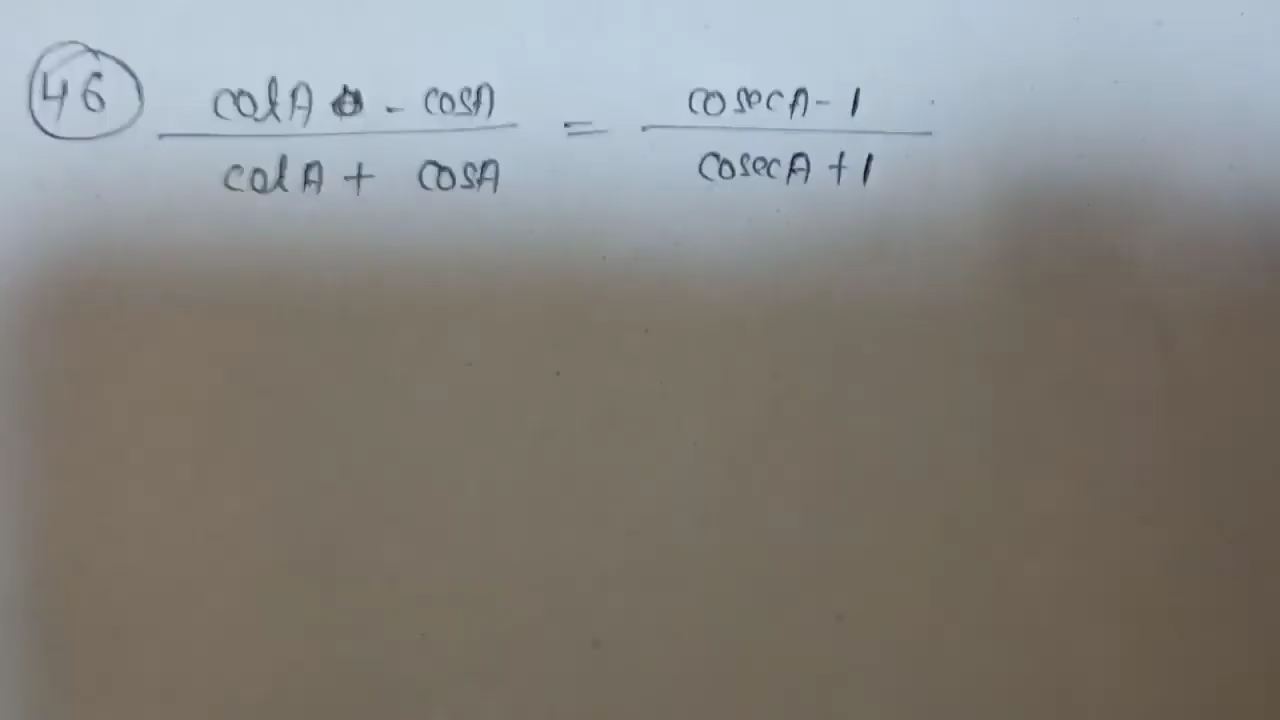 46 cotA - cosA / cotA + cosA = cosecA - 1 / cosecA + 1